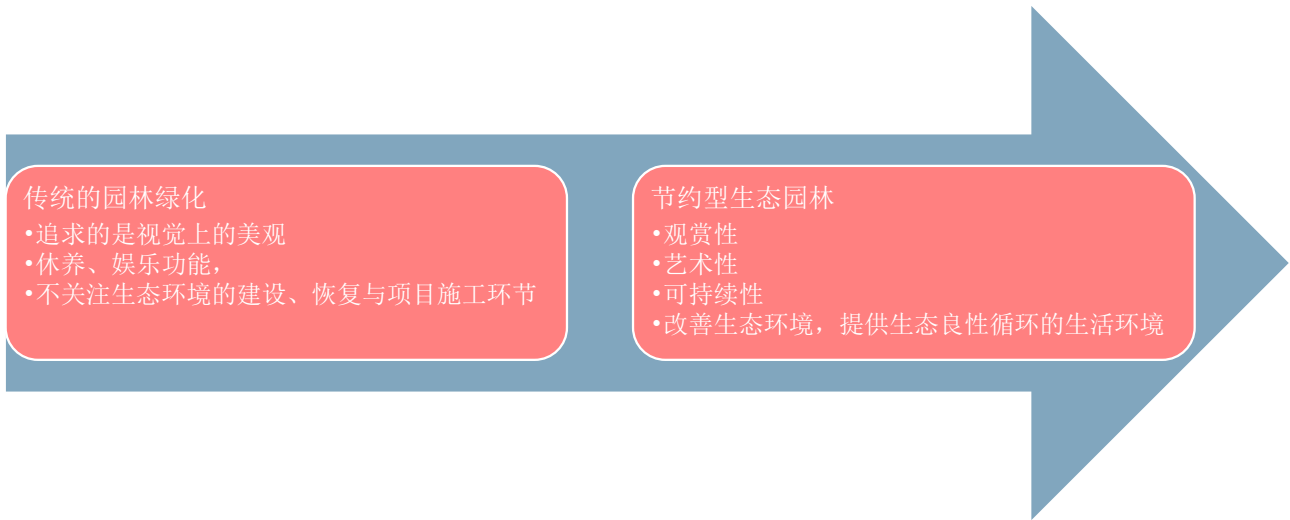 传统的园林绿化
•追求的是视觉上的美观
•休养、娱乐功能，
•不关注生态环境的建设、恢复与项目施工环节
节约型生态园林
•观赏性
•艺术性
•可持续性
•改善生态环境，提供生态良性循环的生活环境